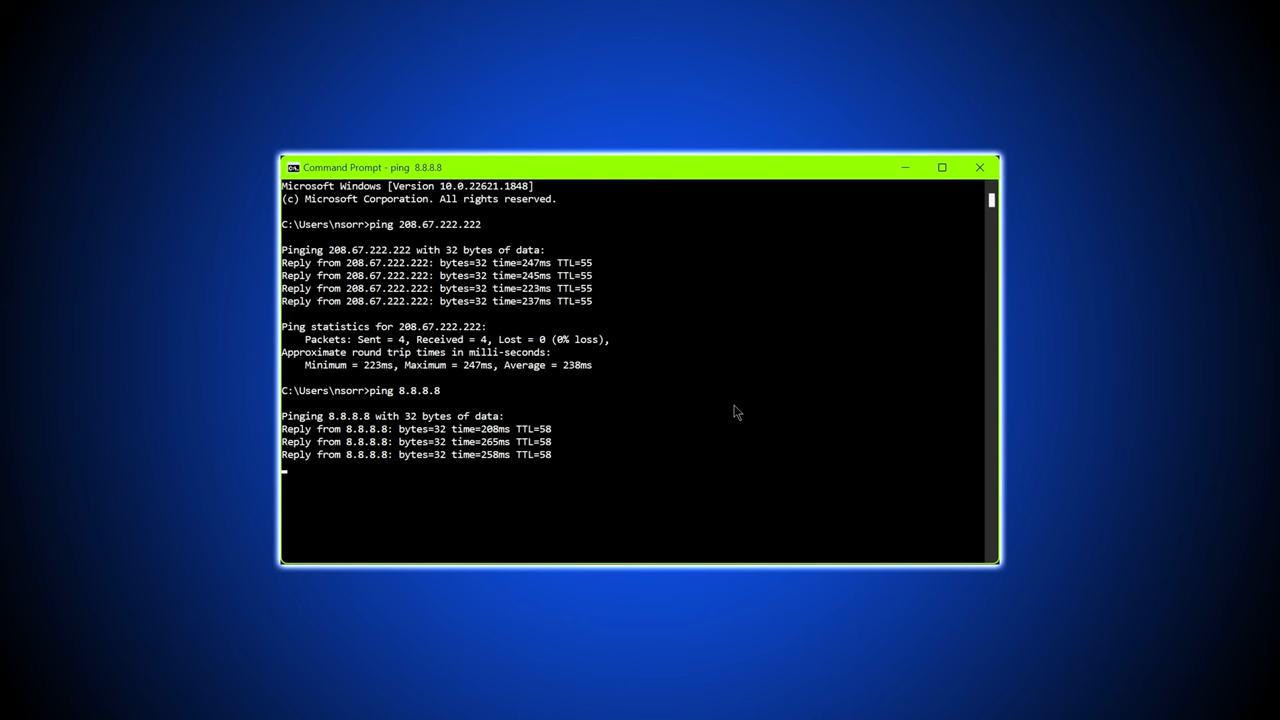 Command Prompt - ping 8.8.8.8
Microsoft Windows [Version 10.0.22621.1848]
(c) Microsoft Corporation. All rights reserved.
C:\Users\nsorr>ping 208.67.222.222
Pinging 208.67.222.222 with 32 bytes of data:
Reply from 208.67.222.222: bytes=32 time=247ms TTL=55
Reply from 208.67.222.222: bytes=32 time=245ms TTL=55
Reply from 208.67.222.222: bytes=32 time=223ms TTL=55
Reply from 208.67.222.222: bytes=32 time=237ms TTL=55
Ping statistics for 208.67.222.222:
Packets: Sent = 4, Received = 4, Lost = 0 (0% loss),
Approximate round trip times in milli-seconds:
Minimum = 223ms, Maximum = 247ms, Average = 238ms
C:\Users\nsorr>ping 8.8.8.8
Pinging 8.8.8.8 with 32 bytes of data:
Reply from 8.8.8.8: bytes=32 time=208ms TTL=58
Reply from 8.8.8.8: bytes=32 time=265ms TTL=58
Reply from 8.8.8.8: bytes=32 time=258ms TTL=58